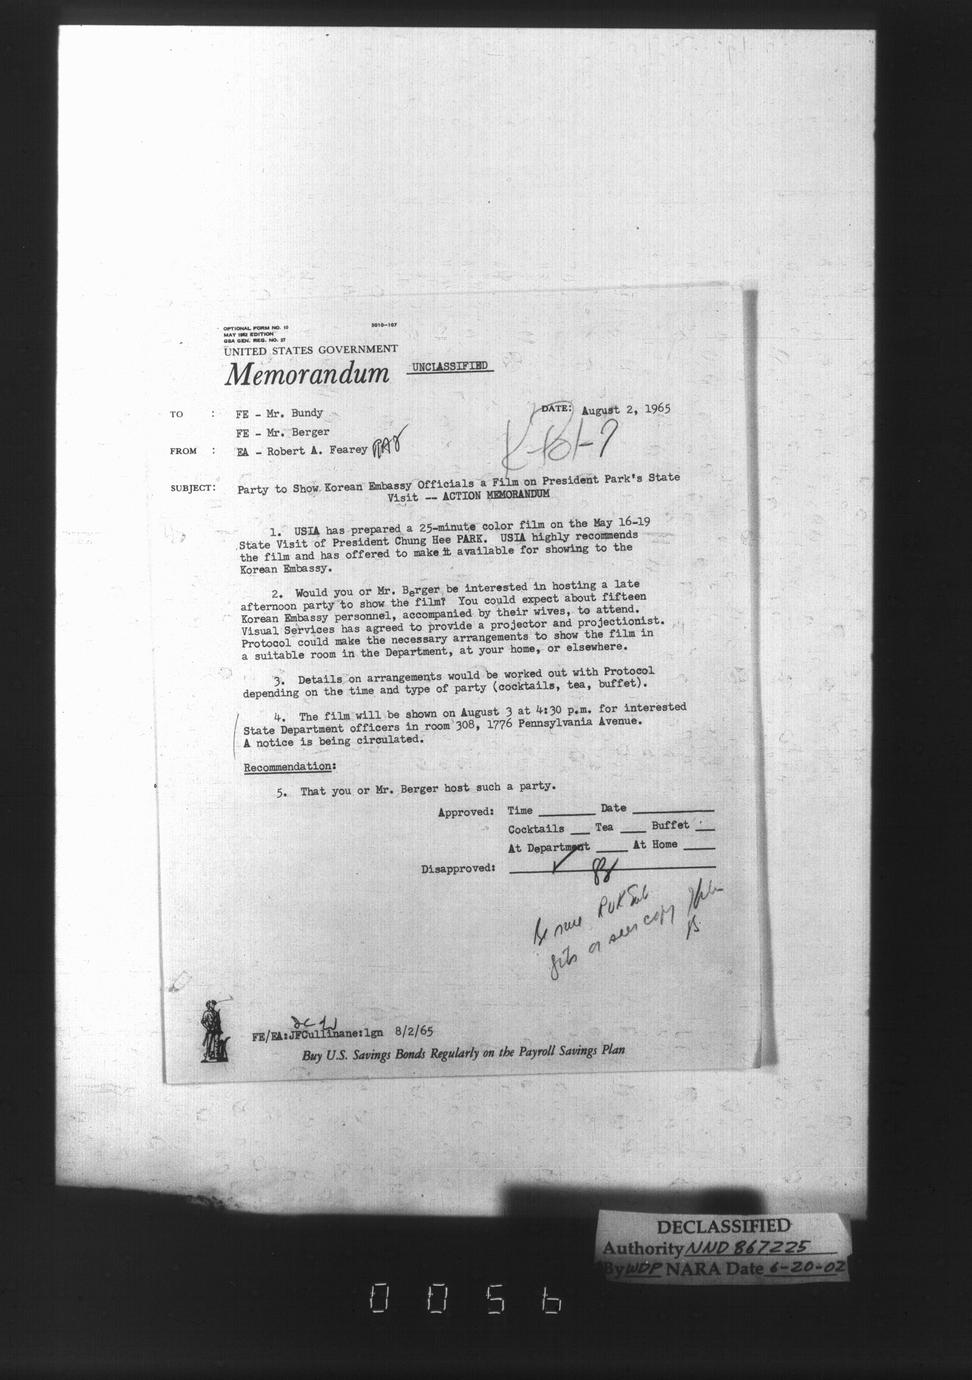 OPTIONAL FORM NO. 10
MAY 1962 EDITION
GSA GEN. REG. NO. 27
5010-107
UNITED STATES GOVERNMENT
Memorandum
UNCLASSIFIED
TO : FE - Mr. Bundy
DATE: August 2, 1965
FE - Mr. Berger
FROM : EA - Robert A. Fearey
SUBJECT: Party to Show Korean Embassy Officials a Film on President Park's State
Visit -- ACTION MEMORANDUM
1. USIA has prepared a 25-minute color film on the May 16-19
State Visit of President Chung Hee PARK. USIA highly recommends
the film and has offered to make it available for showing to the
Korean Embassy.
2. Would you or Mr. Berger be interested in hosting a late
afternoon party to show the film? You could expect about fifteen
Korean Embassy personnel, accompanied by their wives, to attend.
Visual Services has agreed to provide a projector and projectionist.
Protocol could make the necessary arrangements to show the film in
a suitable room in the Department, at your home, or elsewhere.
3. Details on arrangements would be worked out with Protocol
depending on the time and type of party (cocktails, tea, buffet).
4. The film will be shown on August 3 at 4:30 p.m. for interested
State Department officers in room 308, 1776 Pennsylvania Avenue.
A notice is being circulated.
Recommendation:
5. That you or Mr. Berger host such a party.
Approved: Time ________ Date ________
Cocktails ___ Tea ____ Buffet ___
At Department ____ At Home ____
Disapproved: ________
FE/EA:JFCullinane:lgn 8/2/65
Buy U.S. Savings Bonds Regularly on the Payroll Savings Plan
DECLASSIFIED
Authority NND 867225
By WDP NARA Date 6-20-02
0056